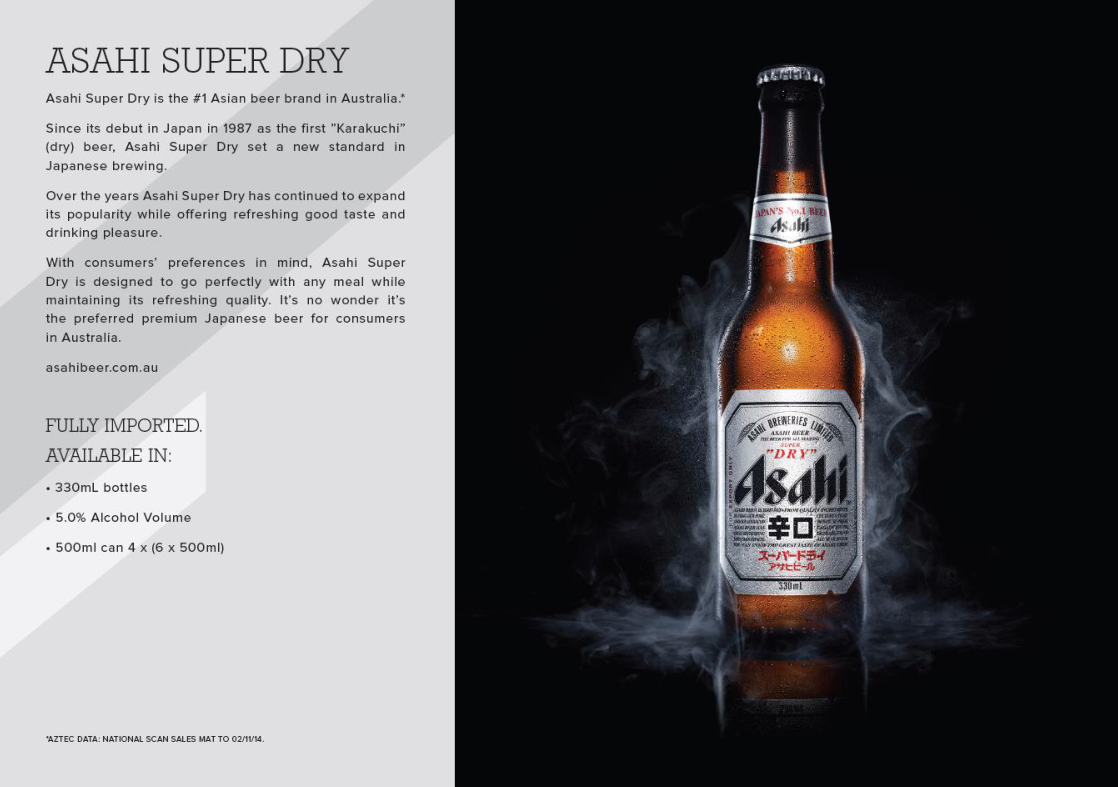 ASAHI SUPER DRY
Asahi Super Dry is the #1 Asian beer brand in Australia.*
Since its debut in Japan in 1987 as the first ”Karakuchi”
(dry) beer, Asahi Super Dry set a new standard in
Japanese brewing.
Over the years Asahi Super Dry has continued to expand
its popularity while offering refreshing good taste and
drinking pleasure.
With consumers’ preferences in mind, Asahi Super
Dry is designed to go perfectly with any meal while
maintaining its refreshing quality. It’s no wonder it’s
the preferred premium Japanese beer for consumers
in Australia.
asahibeer.com.au
FULLY IMPORTED.
AVAILABLE IN:
• 330mL bottles
• 5.0% Alcohol Volume
• 500ml can 4 x (6 x 500ml)
*AZTEC DATA: NATIONAL SCAN SALES MAT TO 02/11/14.
JAPAN'S No.1 BEER
Asahi
ASAHI BREWERIES LIMITED
ASAHI BEER
THE BEER FOR ALL SEASONS
SUPER
"DRY"
Asahi
辛口
スーパードライ
アサヒビール
330ml